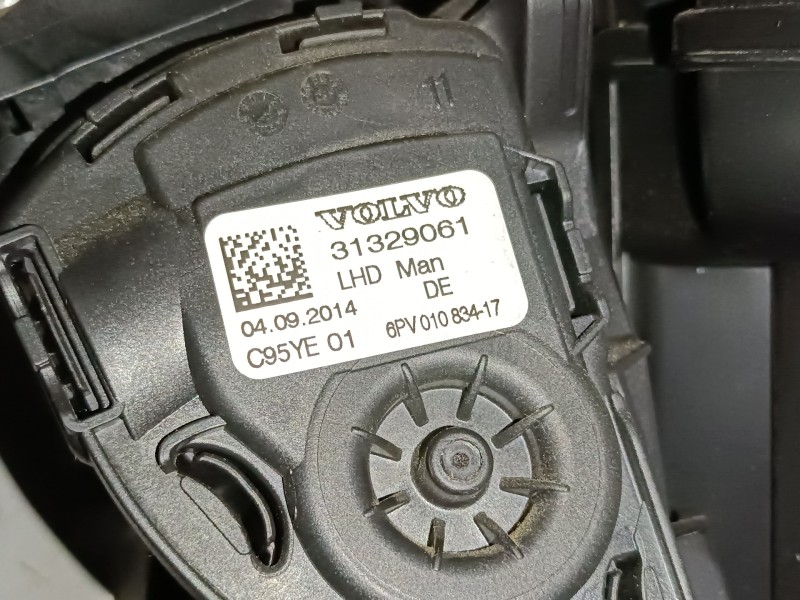 11
VOLVO
31329061
LHD Man
DE
04.09.2014
6PV 010 834-17
C95YE 01